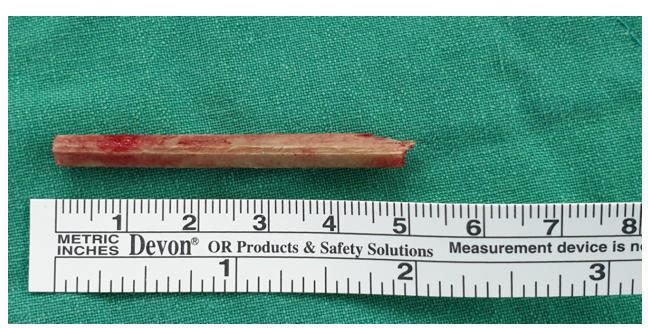 1 2 3 4 5 6 7 8
METRIC
INCHES Devon® OR Products & Safety Solutions Measurement device is n
1 2 3